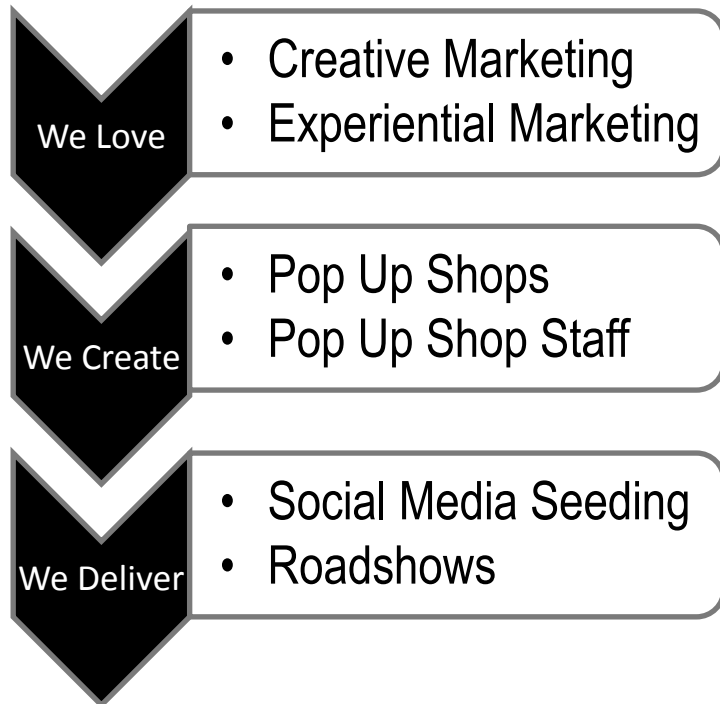 We Love
• Creative Marketing
• Experiential Marketing
We Create
• Pop Up Shops
• Pop Up Shop Staff
We Deliver
• Social Media Seeding
• Roadshows